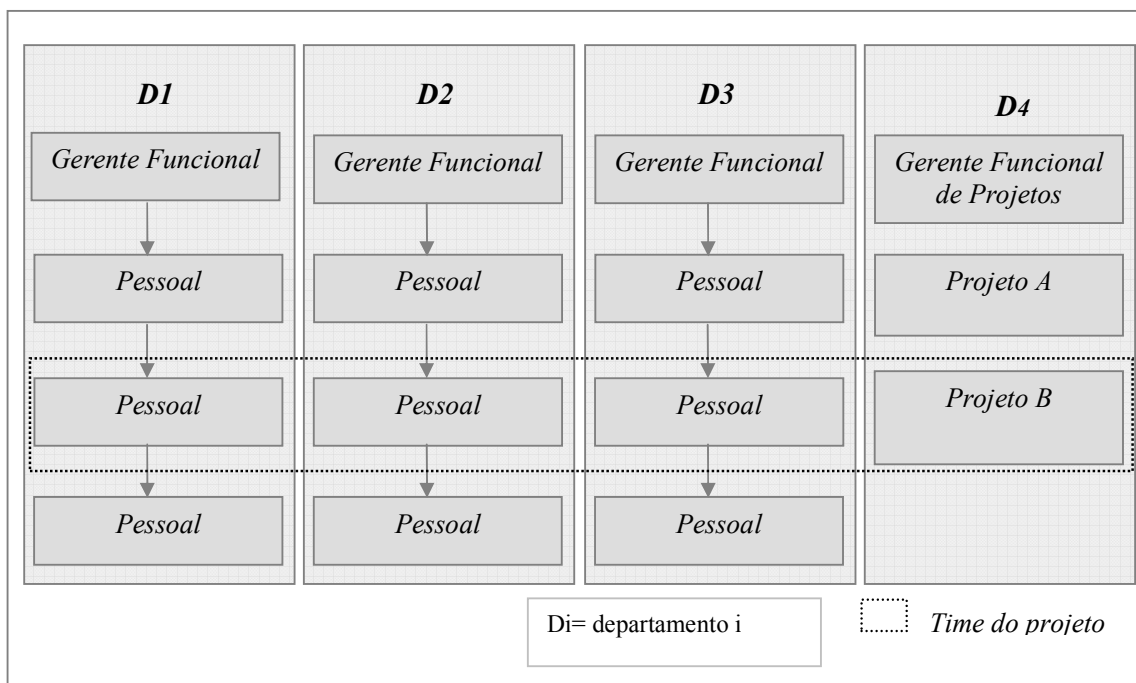 D1
Gerente Funcional
Pessoal
Pessoal
Pessoal
D2
Gerente Funcional
Pessoal
Pessoal
Pessoal
D3
Gerente Funcional
Pessoal
Pessoal
Pessoal
D4
Gerente Funcional
de Projetos
Projeto A
Projeto B
Di= departamento i
Time do projeto